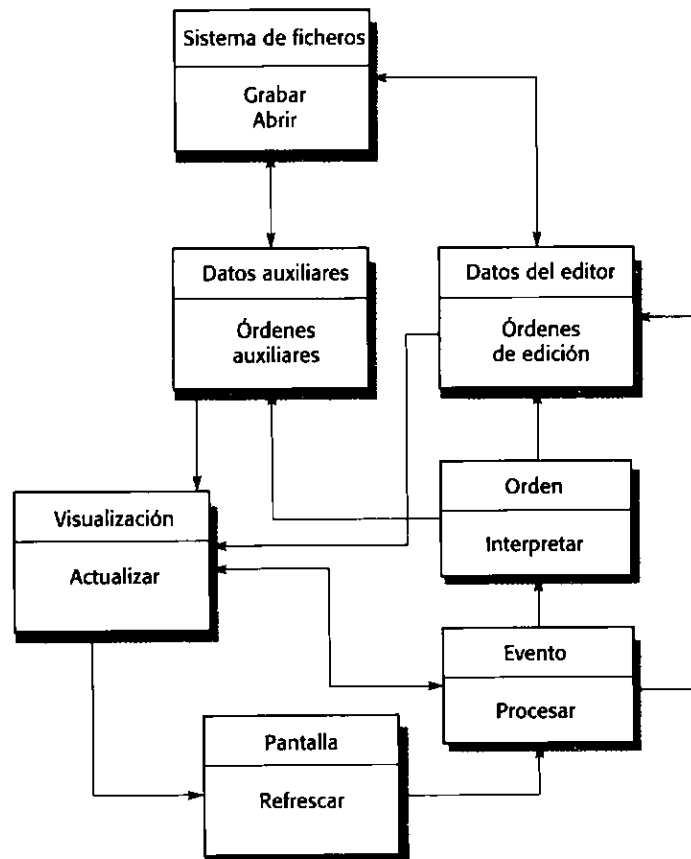 Sistema de ficheros
Grabar
Abrir
Datos auxiliares
Órdenes
auxiliares
Datos del editor
Órdenes
de edición
Orden
Interpretar
Visualización
Actualizar
Evento
Procesar
Pantalla
Refrescar